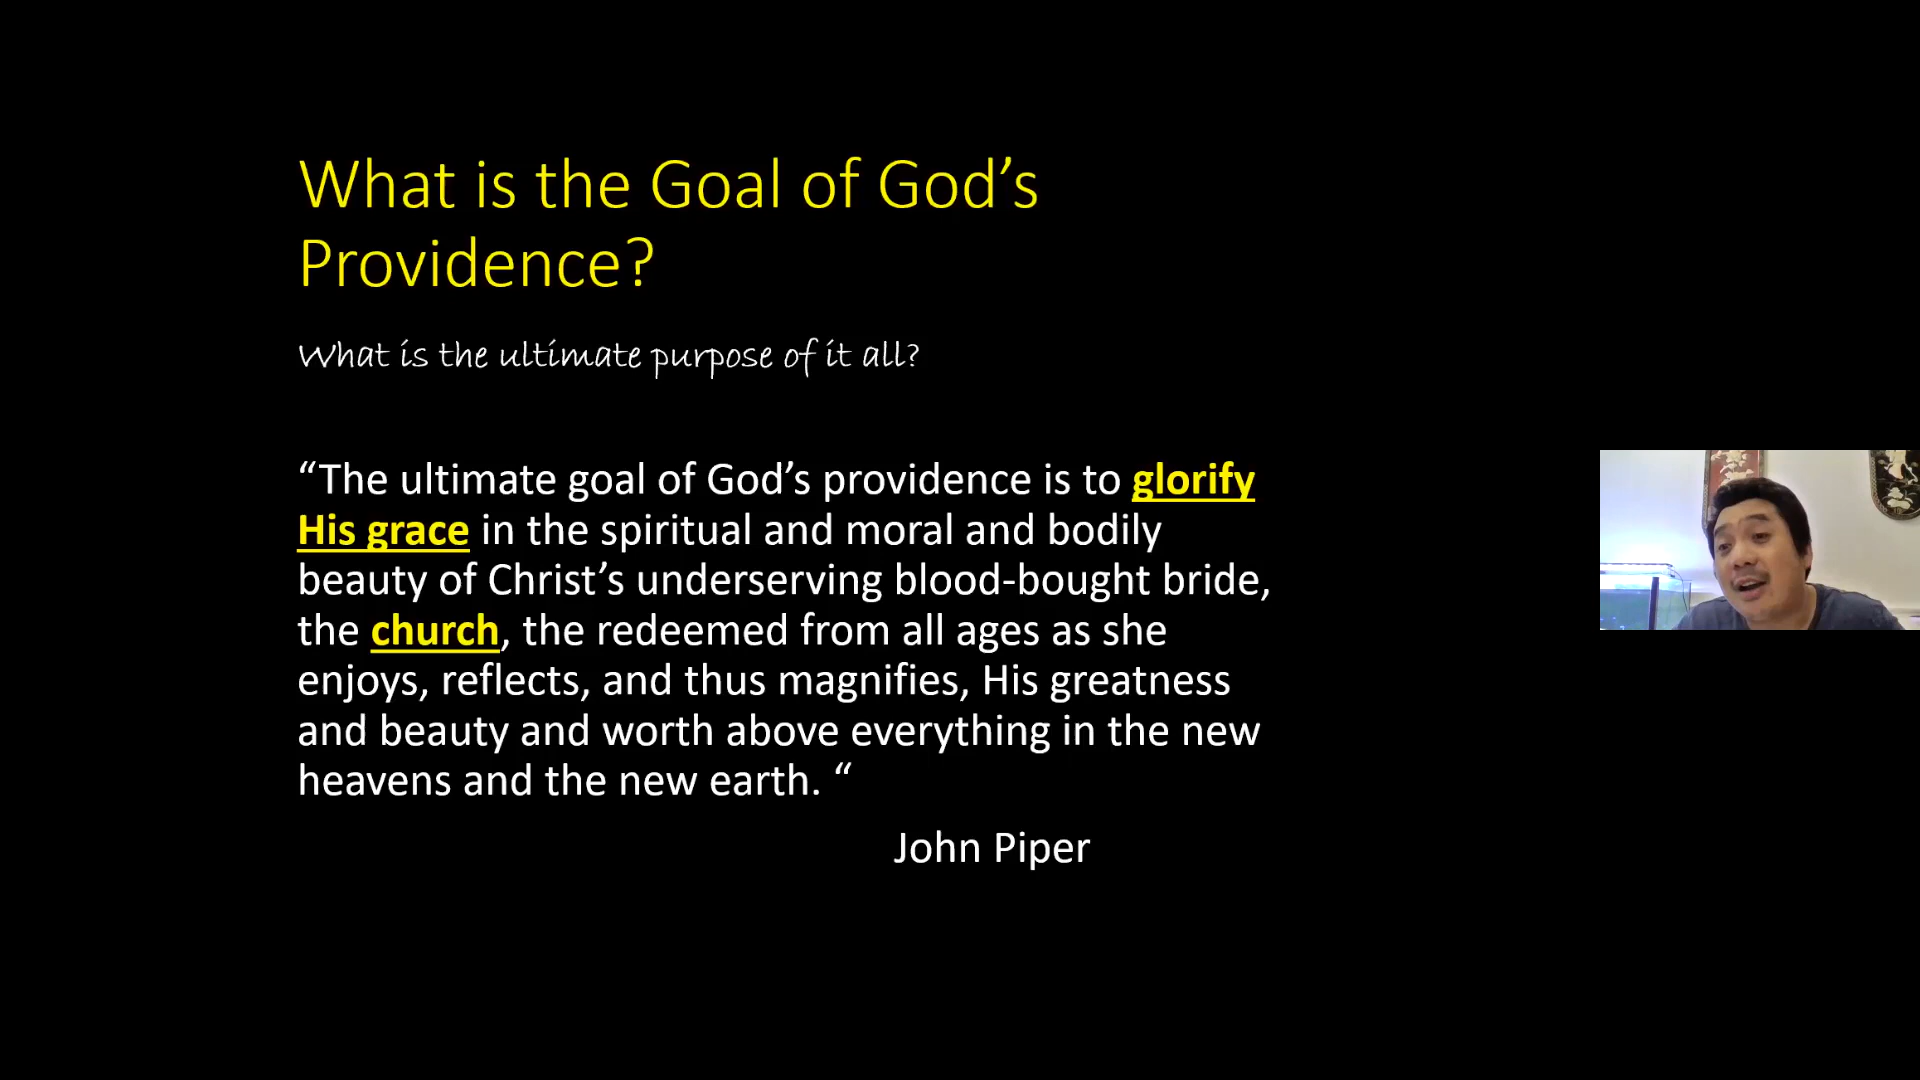 What is the Goal of God’s
Providence?
What is the ultimate purpose of it all?
“The ultimate goal of God’s providence is to glorify
His grace in the spiritual and moral and bodily
beauty of Christ’s underserving blood-bought bride,
the church, the redeemed from all ages as she
enjoys, reflects, and thus magnifies, His greatness
and beauty and worth above everything in the new
heavens and the new earth. “
John Piper